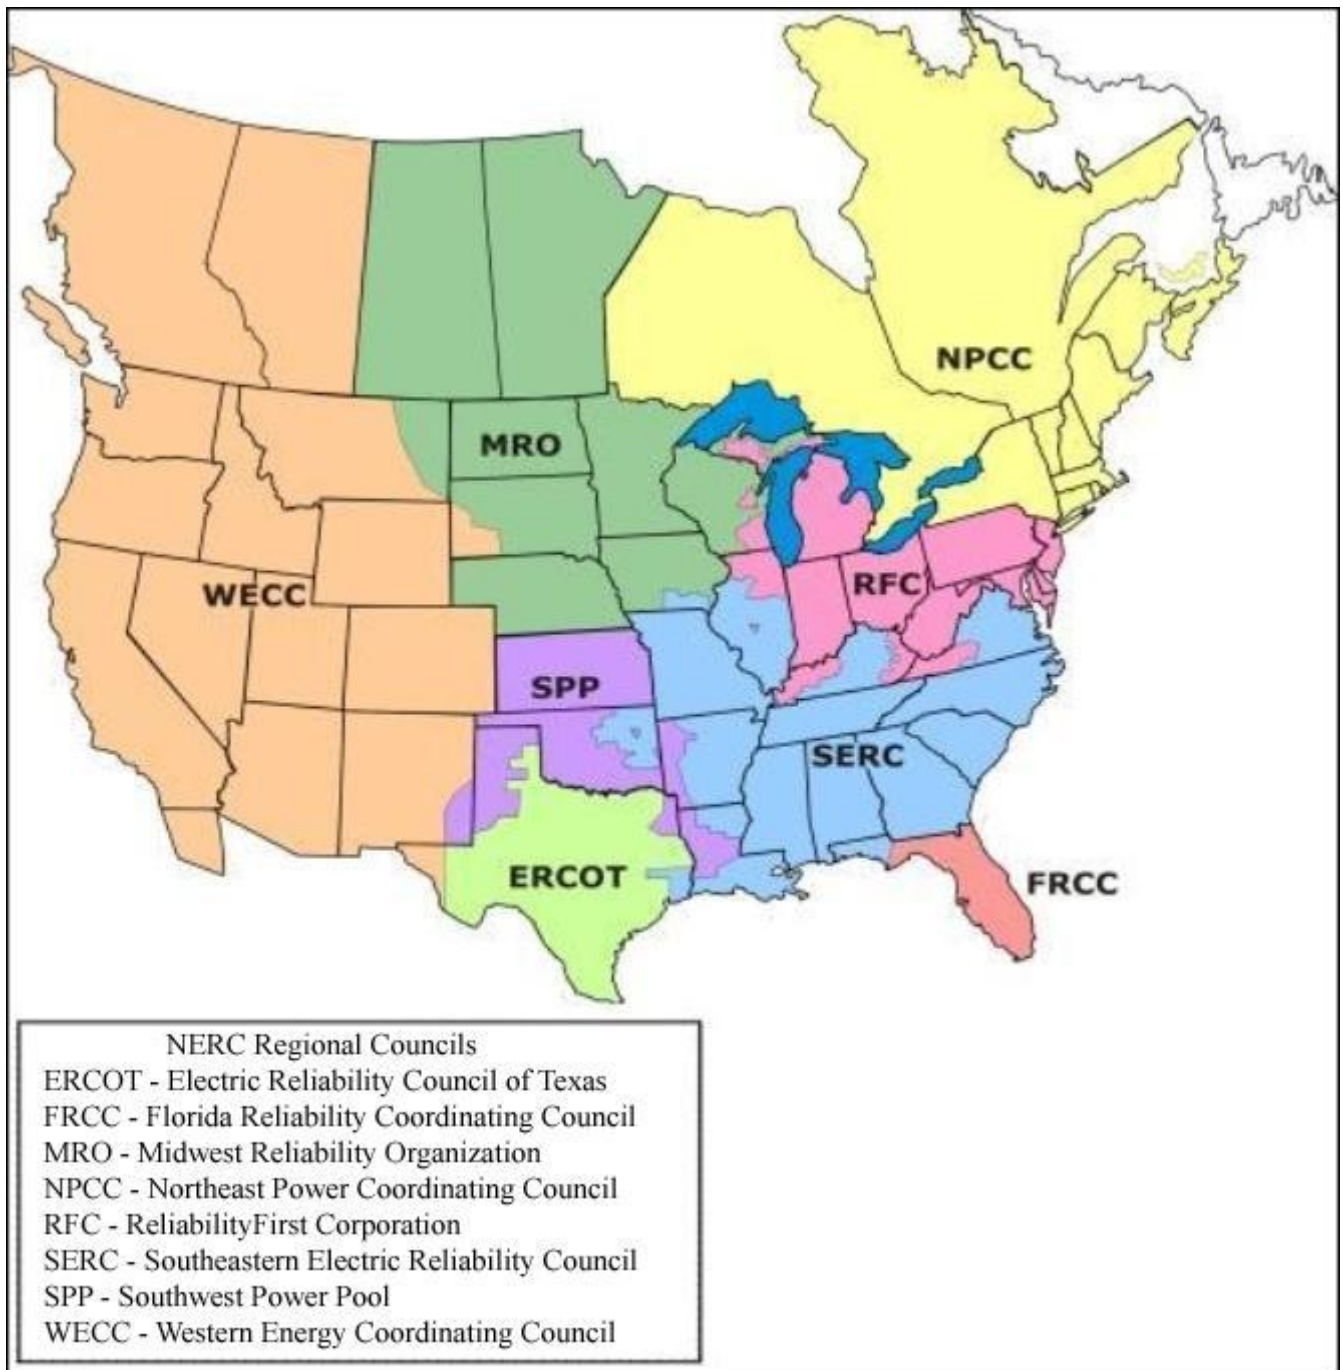 NPCC
MRO
RFC
WECC
SPP
SERC
ERCOT
FRCC
NERC Regional Councils
ERCOT - Electric Reliability Council of Texas
FRCC - Florida Reliability Coordinating Council
MRO - Midwest Reliability Organization
NPCC - Northeast Power Coordinating Council
RFC - ReliabilityFirst Corporation
SERC - Southeastern Electric Reliability Council
SPP - Southwest Power Pool
WECC - Western Energy Coordinating Council